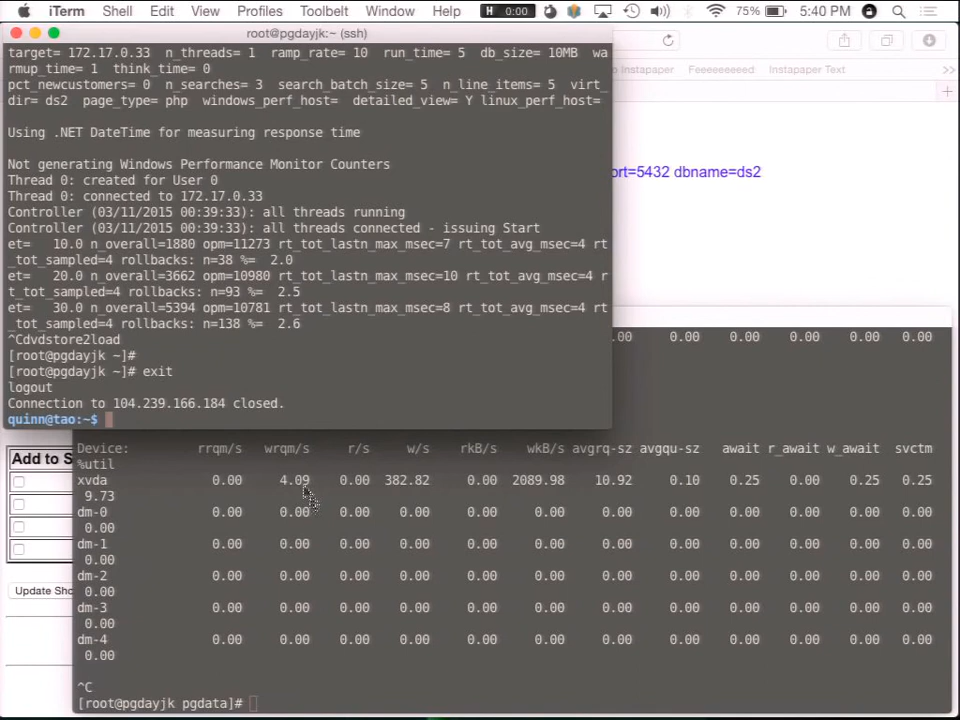 iTerm Shell Edit View Profiles Toolbelt Window Help H 0:00 75% 5:40 PM
root@pgdayjk:~ (ssh)
target= 172.17.0.33 n_threads= 1 ramp_rate= 10 run_time= 5 db_size= 10MB wa
rmup_time= 1 think_time= 0
pct_newcustomers= 0 n_searches= 3 search_batch_size= 5 n_line_items= 5 virt_
dir= ds2 page_type= php windows_perf_host= detailed_view= Y linux_perf_host=
Using .NET DateTime for measuring response time
Not generating Windows Performance Monitor Counters
Thread 0: created for User 0
Thread 0: connected to 172.17.0.33
Controller (03/11/2015 00:39:33): all threads running
Controller (03/11/2015 00:39:33): all threads connected - issuing Start
et= 10.0 n_overall=1880 opm=11273 rt_tot_lastn_max_msec=7 rt_tot_avg_msec=4 rt
_tot_sampled=4 rollbacks: n=38 %= 2.0
et= 20.0 n_overall=3662 opm=10980 rt_tot_lastn_max_msec=10 rt_tot_avg_msec=4 r
t_tot_sampled=4 rollbacks: n=93 %= 2.5
et= 30.0 n_overall=5394 opm=10781 rt_tot_lastn_max_msec=8 rt_tot_avg_msec=4 rt
_tot_sampled=4 rollbacks: n=138 %= 2.6
^Cdvdstore2load
[root@pgdayjk ~]#
[root@pgdayjk ~]# exit
logout
Connection to 104.239.166.184 closed.
quinn@tao:~$
o Instapaper Feeeeeeeed Instapaper Text
ort=5432 dbname=ds2
.00 0.00 0.00 0.00 0.00
Add to S
Update Sho
Device: rrqm/s wrqm/s r/s w/s rkB/s wkB/s avgrq-sz avgqu-sz await r_await w_await svctm
%util
xvda 0.00 4.09 0.00 382.82 0.00 2089.98 10.92 0.10 0.25 0.00 0.25 0.25
9.73
dm-0 0.00 0.00 0.00 0.00 0.00 0.00 0.00 0.00 0.00 0.00 0.00 0.00
0.00
dm-1 0.00 0.00 0.00 0.00 0.00 0.00 0.00 0.00 0.00 0.00 0.00 0.00
0.00
dm-2 0.00 0.00 0.00 0.00 0.00 0.00 0.00 0.00 0.00 0.00 0.00 0.00
0.00
dm-3 0.00 0.00 0.00 0.00 0.00 0.00 0.00 0.00 0.00 0.00 0.00 0.00
0.00
dm-4 0.00 0.00 0.00 0.00 0.00 0.00 0.00 0.00 0.00 0.00 0.00 0.00
0.00
^C
[root@pgdayjk pgdata]#